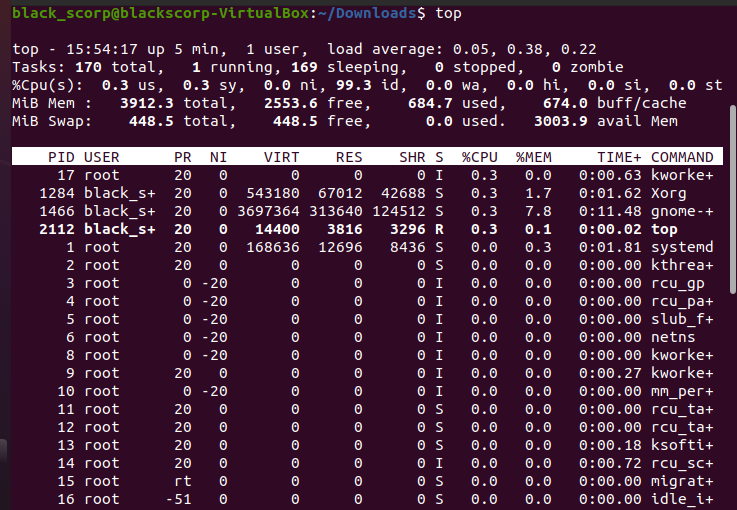 black_scorp@blackscorp-VirtualBox:~/Downloads$ top
top - 15:54:17 up 5 min,  1 user,  load average: 0.05, 0.38, 0.22
Tasks: 170 total,   1 running, 169 sleeping,   0 stopped,   0 zombie
%Cpu(s):  0.3 us,  0.3 sy,  0.0 ni, 99.3 id,  0.0 wa,  0.0 hi,  0.0 si,  0.0 st
MiB Mem :   3912.3 total,   2553.6 free,    684.7 used,    674.0 buff/cache
MiB Swap:    448.5 total,    448.5 free,      0.0 used.   3003.9 avail Mem
PID USER      PR  NI    VIRT    RES    SHR S  %CPU  %MEM     TIME+ COMMAND
17 root      20   0       0      0      0 I   0.3   0.0   0:00.63 kworke+
1284 black_s+  20   0  543180  67012  42688 S   0.3   1.7   0:01.62 Xorg
1466 black_s+  20   0 3697364 313640 124512 S   0.3   7.8   0:11.48 gnome-+
2112 black_s+  20   0   14400   3816   3296 R   0.3   0.1   0:00.02 top
1 root      20   0  168636  12696   8436 S   0.0   0.3   0:01.81 systemd
2 root      20   0       0      0      0 S   0.0   0.0   0:00.00 kthrea+
3 root       0 -20       0      0      0 I   0.0   0.0   0:00.00 rcu_gp
4 root       0 -20       0      0      0 I   0.0   0.0   0:00.00 rcu_pa+
5 root       0 -20       0      0      0 I   0.0   0.0   0:00.00 slub_f+
6 root       0 -20       0      0      0 I   0.0   0.0   0:00.00 netns
8 root       0 -20       0      0      0 I   0.0   0.0   0:00.00 kworke+
9 root      20   0       0      0      0 I   0.0   0.0   0:00.27 kworke+
10 root       0 -20       0      0      0 I   0.0   0.0   0:00.00 mm_per+
11 root      20   0       0      0      0 S   0.0   0.0   0:00.00 rcu_ta+
12 root      20   0       0      0      0 S   0.0   0.0   0:00.00 rcu_ta+
13 root      20   0       0      0      0 S   0.0   0.0   0:00.18 ksofti+
14 root      20   0       0      0      0 I   0.0   0.0   0:00.72 rcu_sc+
15 root      rt   0       0      0      0 S   0.0   0.0   0:00.00 migrat+
16 root     -51   0       0      0      0 S   0.0   0.0   0:00.00 idle_i+